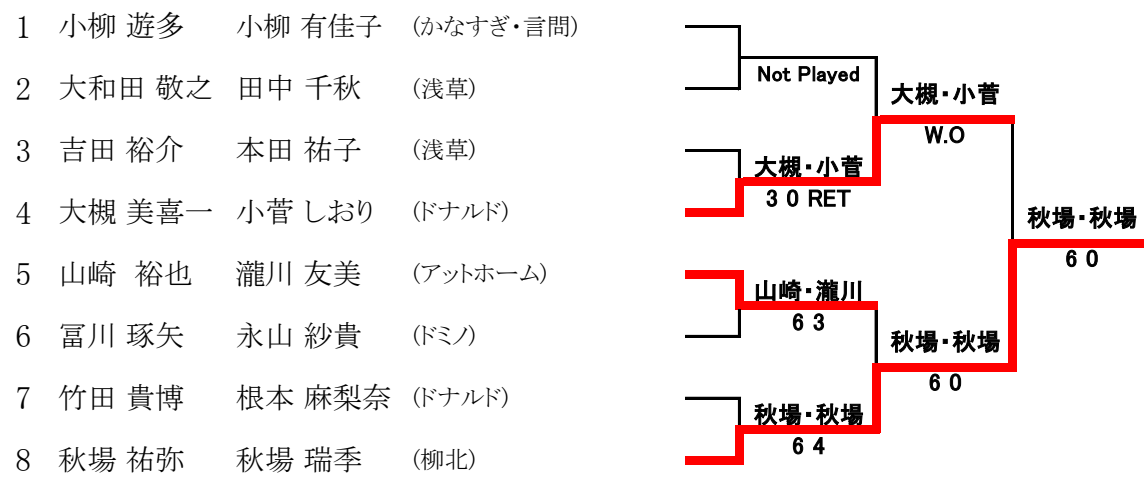 1 小柳 遊多 小柳 有佳子 (かなすぎ・言問)
2 大和田 敬之 田中 千秋 (浅草)
3 吉田 裕介 本田 祐子 (浅草)
4 大槻 美喜一 小菅 しおり (ドナルド)
5 山崎 裕也 瀧川 友美 (アットホーム)
6 冨川 琢矢 永山 紗貴 (ドミノ)
7 竹田 貴博 根本 麻梨奈 (ドナルド)
8 秋場 祐弥 秋場 瑞季 (柳北)
Not Played
大槻・小菅
3 0 RET
山崎・瀧川
6 3
秋場・秋場
6 4
大槻・小菅
W.O
秋場・秋場
6 0
秋場・秋場
6 0